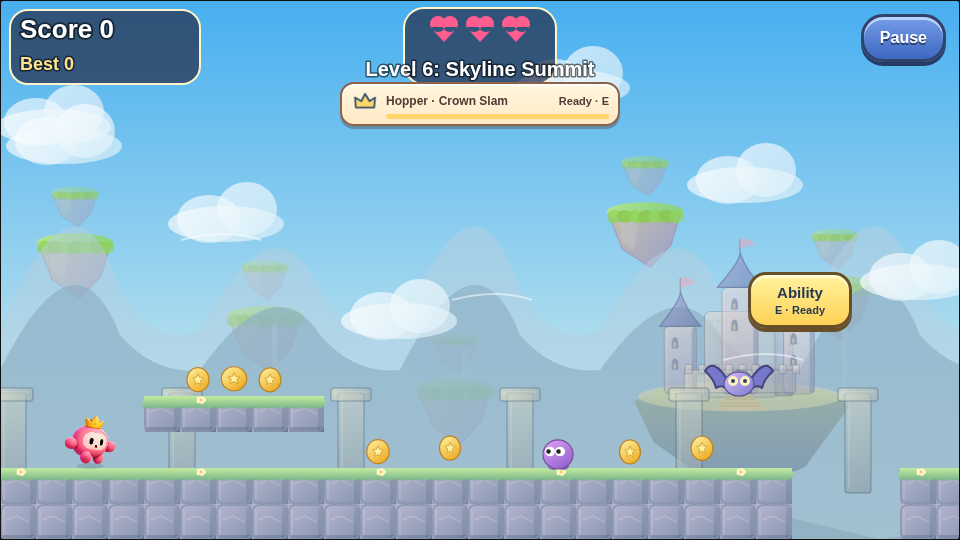 Score 0
Best 0
Level 6: Skyline Summit
Hopper · Crown Slam
Ready · E
Pause
Ability
E · Ready